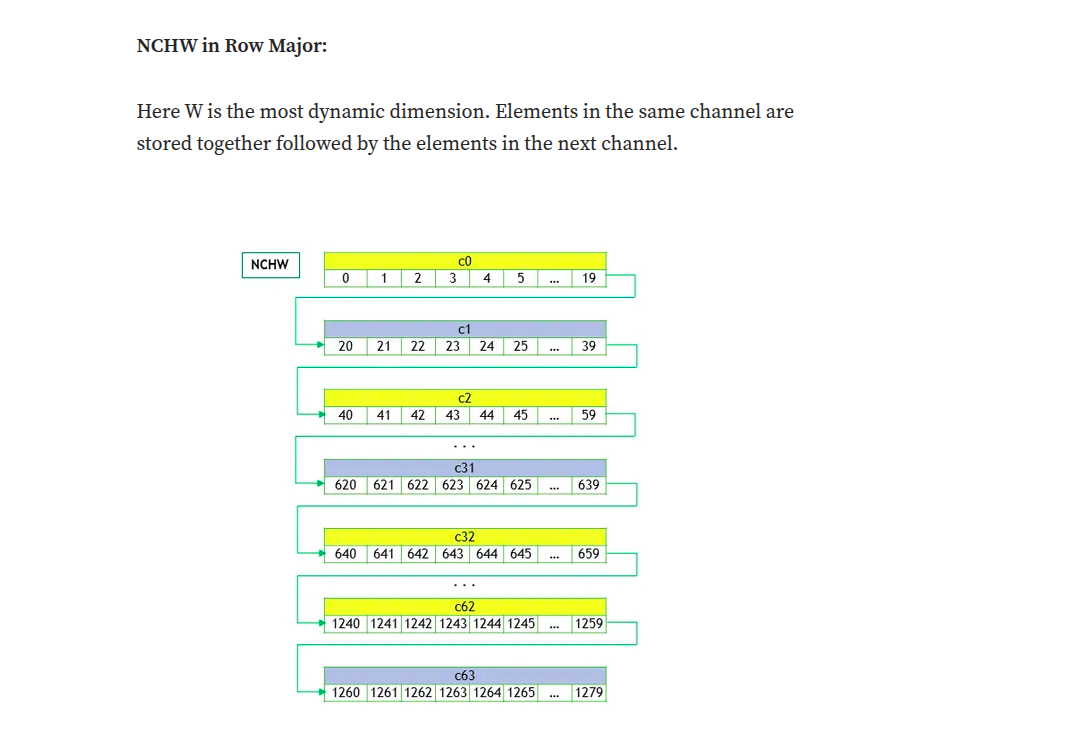 NCHW in Row Major:
Here W is the most dynamic dimension. Elements in the same channel are
stored together followed by the elements in the next channel.
NCHW
c0
0 1 2 3 4 5 ... 19
c1
20 21 22 23 24 25 ... 39
c2
40 41 42 43 44 45 ... 59
...
c31
620 621 622 623 624 625 ... 639
c32
640 641 642 643 644 645 ... 659
...
c62
1240 1241 1242 1243 1244 1245 ... 1259
c63
1260 1261 1262 1263 1264 1265 ... 1279